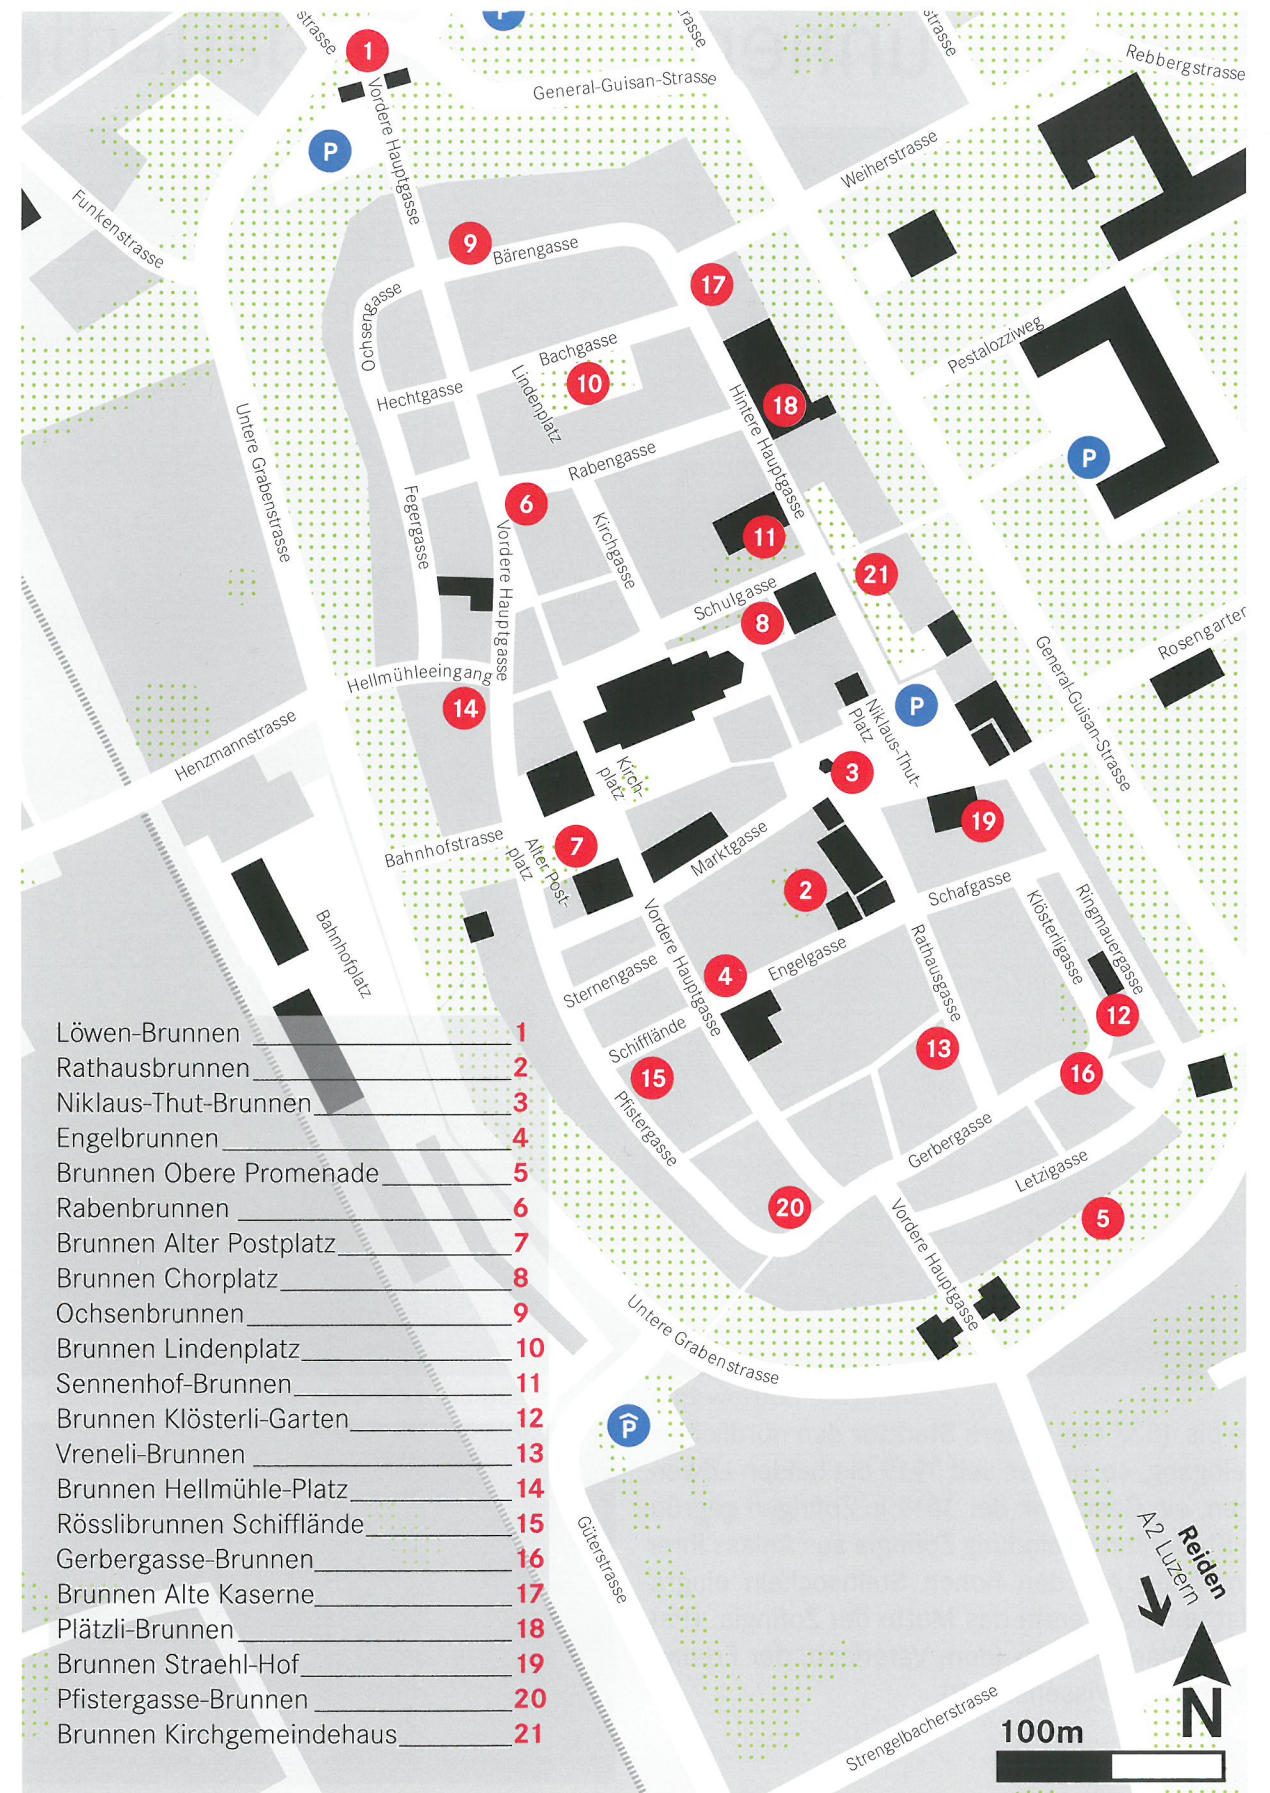 strasse
1
P
rasse
strasse
Rebbergstrasse
General-Guisan-Strasse
Vordere Hauptgasse
P
Weiherstrasse
Funkenstrasse
9
Bärengasse
17
Ochsengasse
Bachgasse
Pestalozziweg
10
Lindenplatz
Hechtgasse
18
Hintere Hauptgasse
Untere Grabenstrasse
Rabengasse
P
Fegergasse
6
Vordere Hauptgasse
Kirchgasse
11
21
Schulgasse
8
Rosengarten
General-Guisan-Strasse
Hellmühleeingang
14
P
Niklaus-Thut-
Platz
Henzmannstrasse
Kirch-
platz
3
19
Bahnhofstrasse
Alter Post-
platz
7
Marktgasse
2
Schafgasse
Klösterligasse
Ringmauergasse
Bahnhofplatz
Vordere Hauptgasse
Engelgasse
Rathausgasse
Sternengasse
4
12
Schifflände
13
15
16
Pfistergasse
Gerbergasse
Letzigasse
20
5
Vordere Hauptgasse
Untere Grabenstrasse
P
Güterstrasse
Reiden
A2 Luzern
N
Strengelbacherstrasse
100m
Löwen-Brunnen 1
Rathausbrunnen 2
Niklaus-Thut-Brunnen 3
Engelbrunnen 4
Brunnen Obere Promenade 5
Rabenbrunnen 6
Brunnen Alter Postplatz 7
Brunnen Chorplatz 8
Ochsenbrunnen 9
Brunnen Lindenplatz 10
Sennenhof-Brunnen 11
Brunnen Klösterli-Garten 12
Vreneli-Brunnen 13
Brunnen Hellmühle-Platz 14
Rösslibrunnen Schifflände 15
Gerbergasse-Brunnen 16
Brunnen Alte Kaserne 17
Plätzli-Brunnen 18
Brunnen Straehl-Hof 19
Pfistergasse-Brunnen 20
Brunnen Kirchgemeindehaus 21